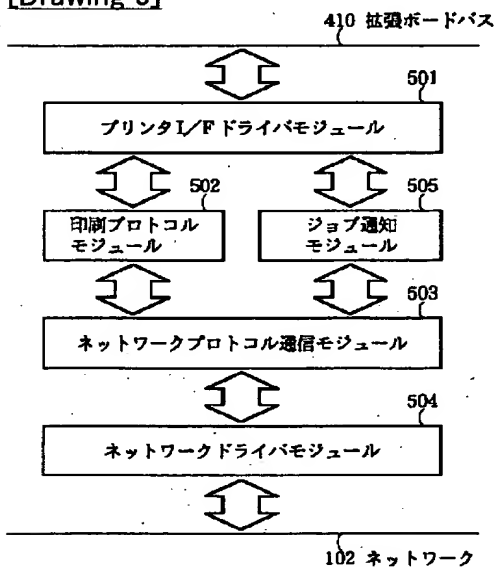 410 拡張ボードバス
501
プリンタI/Fドライバモジュール
502
505
印刷プロトコル
モジュール
ジョブ通知
モジュール
503
ネットワークプロトコル通信モジュール
504
ネットワークドライバモジュール
102 ネットワーク